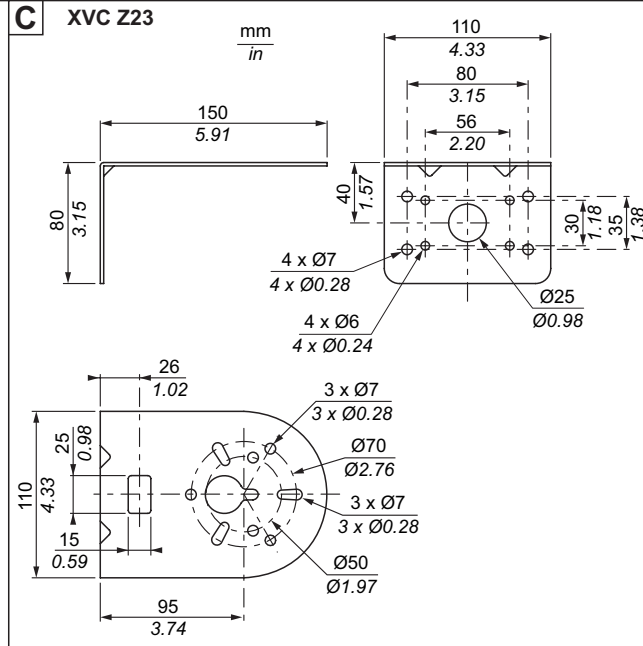 C XVC Z23
mm
in
110
4.33
80
3.15
56
2.20
150
5.91
80
3.15
40
1.57
30
1.18
35
1.38
4 x Ø7
4 x Ø0.28
4 x Ø6
4 x Ø0.24
Ø25
Ø0.98
26
1.02
3 x Ø7
3 x Ø0.28
Ø70
Ø2.76
3 x Ø7
3 x Ø0.28
Ø50
Ø1.97
110
4.33
25
0.98
15
0.59
95
3.74